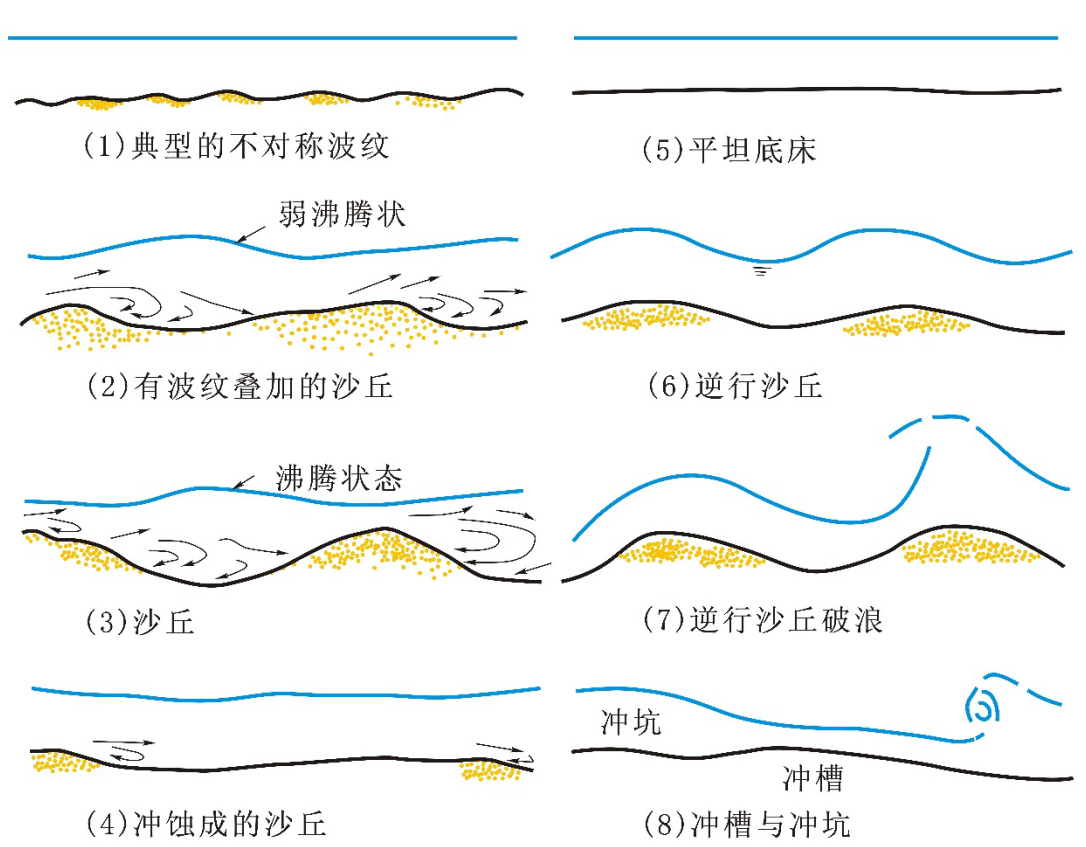 (1)典型的不对称波纹
(5)平坦底床
弱沸腾状
(2)有波纹叠加的沙丘
(6)逆行沙丘
沸腾状态
(3)沙丘
(7)逆行沙丘破浪
冲坑
冲槽
(4)冲蚀成的沙丘
(8)冲槽与冲坑